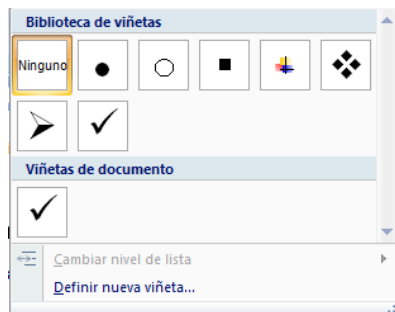 Biblioteca de viñetas
Ninguno
Viñetas de documento
Cambiar nivel de lista
Definir nueva viñeta...